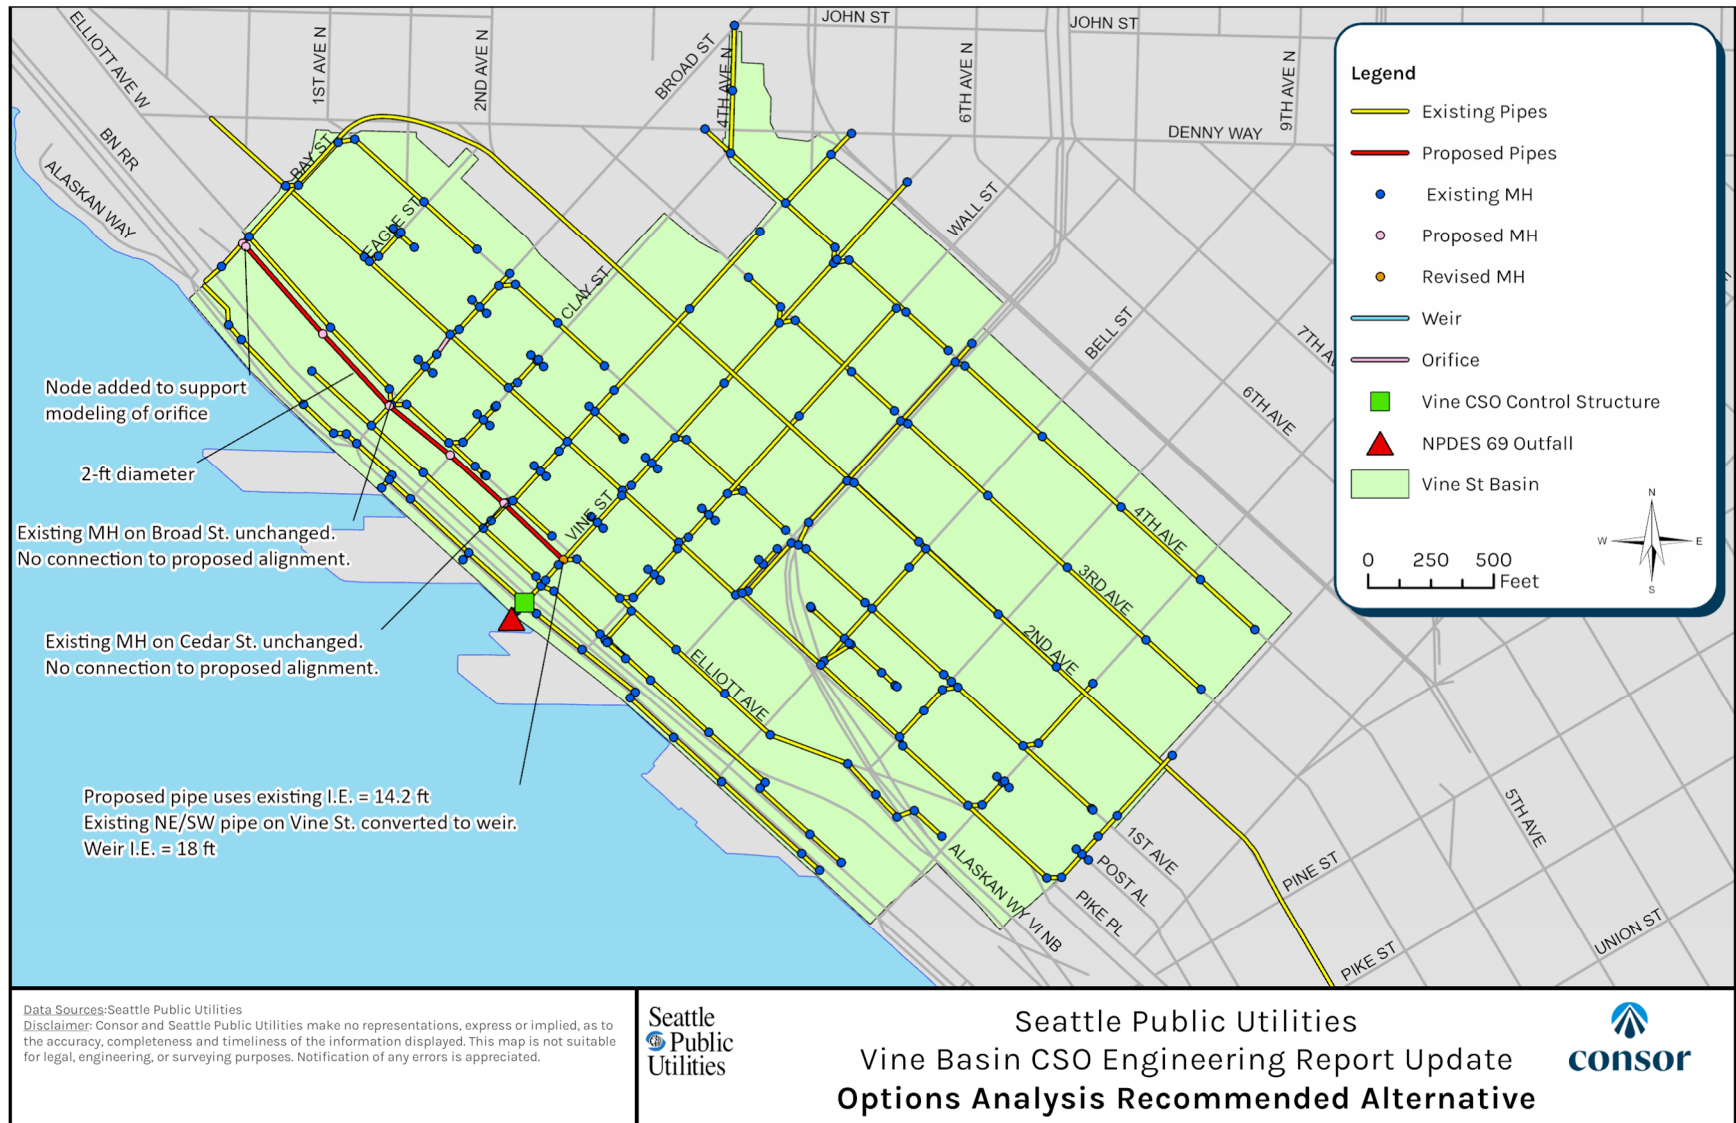 JOHN ST
JOHN ST
ELLIOTT AVE W
1ST AVE N
2ND AVE N
BROAD ST
4TH AVE N
6TH AVE N
9TH AVE N
DENNY WAY
BN RR
ALASKAN WAY
BAY ST
EAGLE ST
CLAY ST
WALL ST
BELL ST
7TH AV
6TH AVE
VINE ST
4TH AVE
3RD AVE
2ND AVE
ELLIOTT AVE
1ST AVE
POST AL
PIKE PL
ALASKAN WY VI NB
5TH AVE
PINE ST
PIKE ST
UNION ST
Legend
Existing Pipes
Proposed Pipes
Existing MH
Proposed MH
Revised MH
Weir
Orifice
Vine CSO Control Structure
NPDES 69 Outfall
Vine St Basin
N
W E
S
0 250 500
Feet
Node added to support
modeling of orifice
2-ft diameter
Existing MH on Broad St. unchanged.
No connection to proposed alignment.
Existing MH on Cedar St. unchanged.
No connection to proposed alignment.
Proposed pipe uses existing I.E. = 14.2 ft
Existing NE/SW pipe on Vine St. converted to weir.
Weir I.E. = 18 ft
Data Sources:Seattle Public Utilities
Disclaimer: Consor and Seattle Public Utilities make no representations, express or implied, as to
the accuracy, completeness and timeliness of the information displayed. This map is not suitable
for legal, engineering, or surveying purposes. Notification of any errors is appreciated.
Seattle
Public
Utilities
Seattle Public Utilities
Vine Basin CSO Engineering Report Update
Options Analysis Recommended Alternative
consor